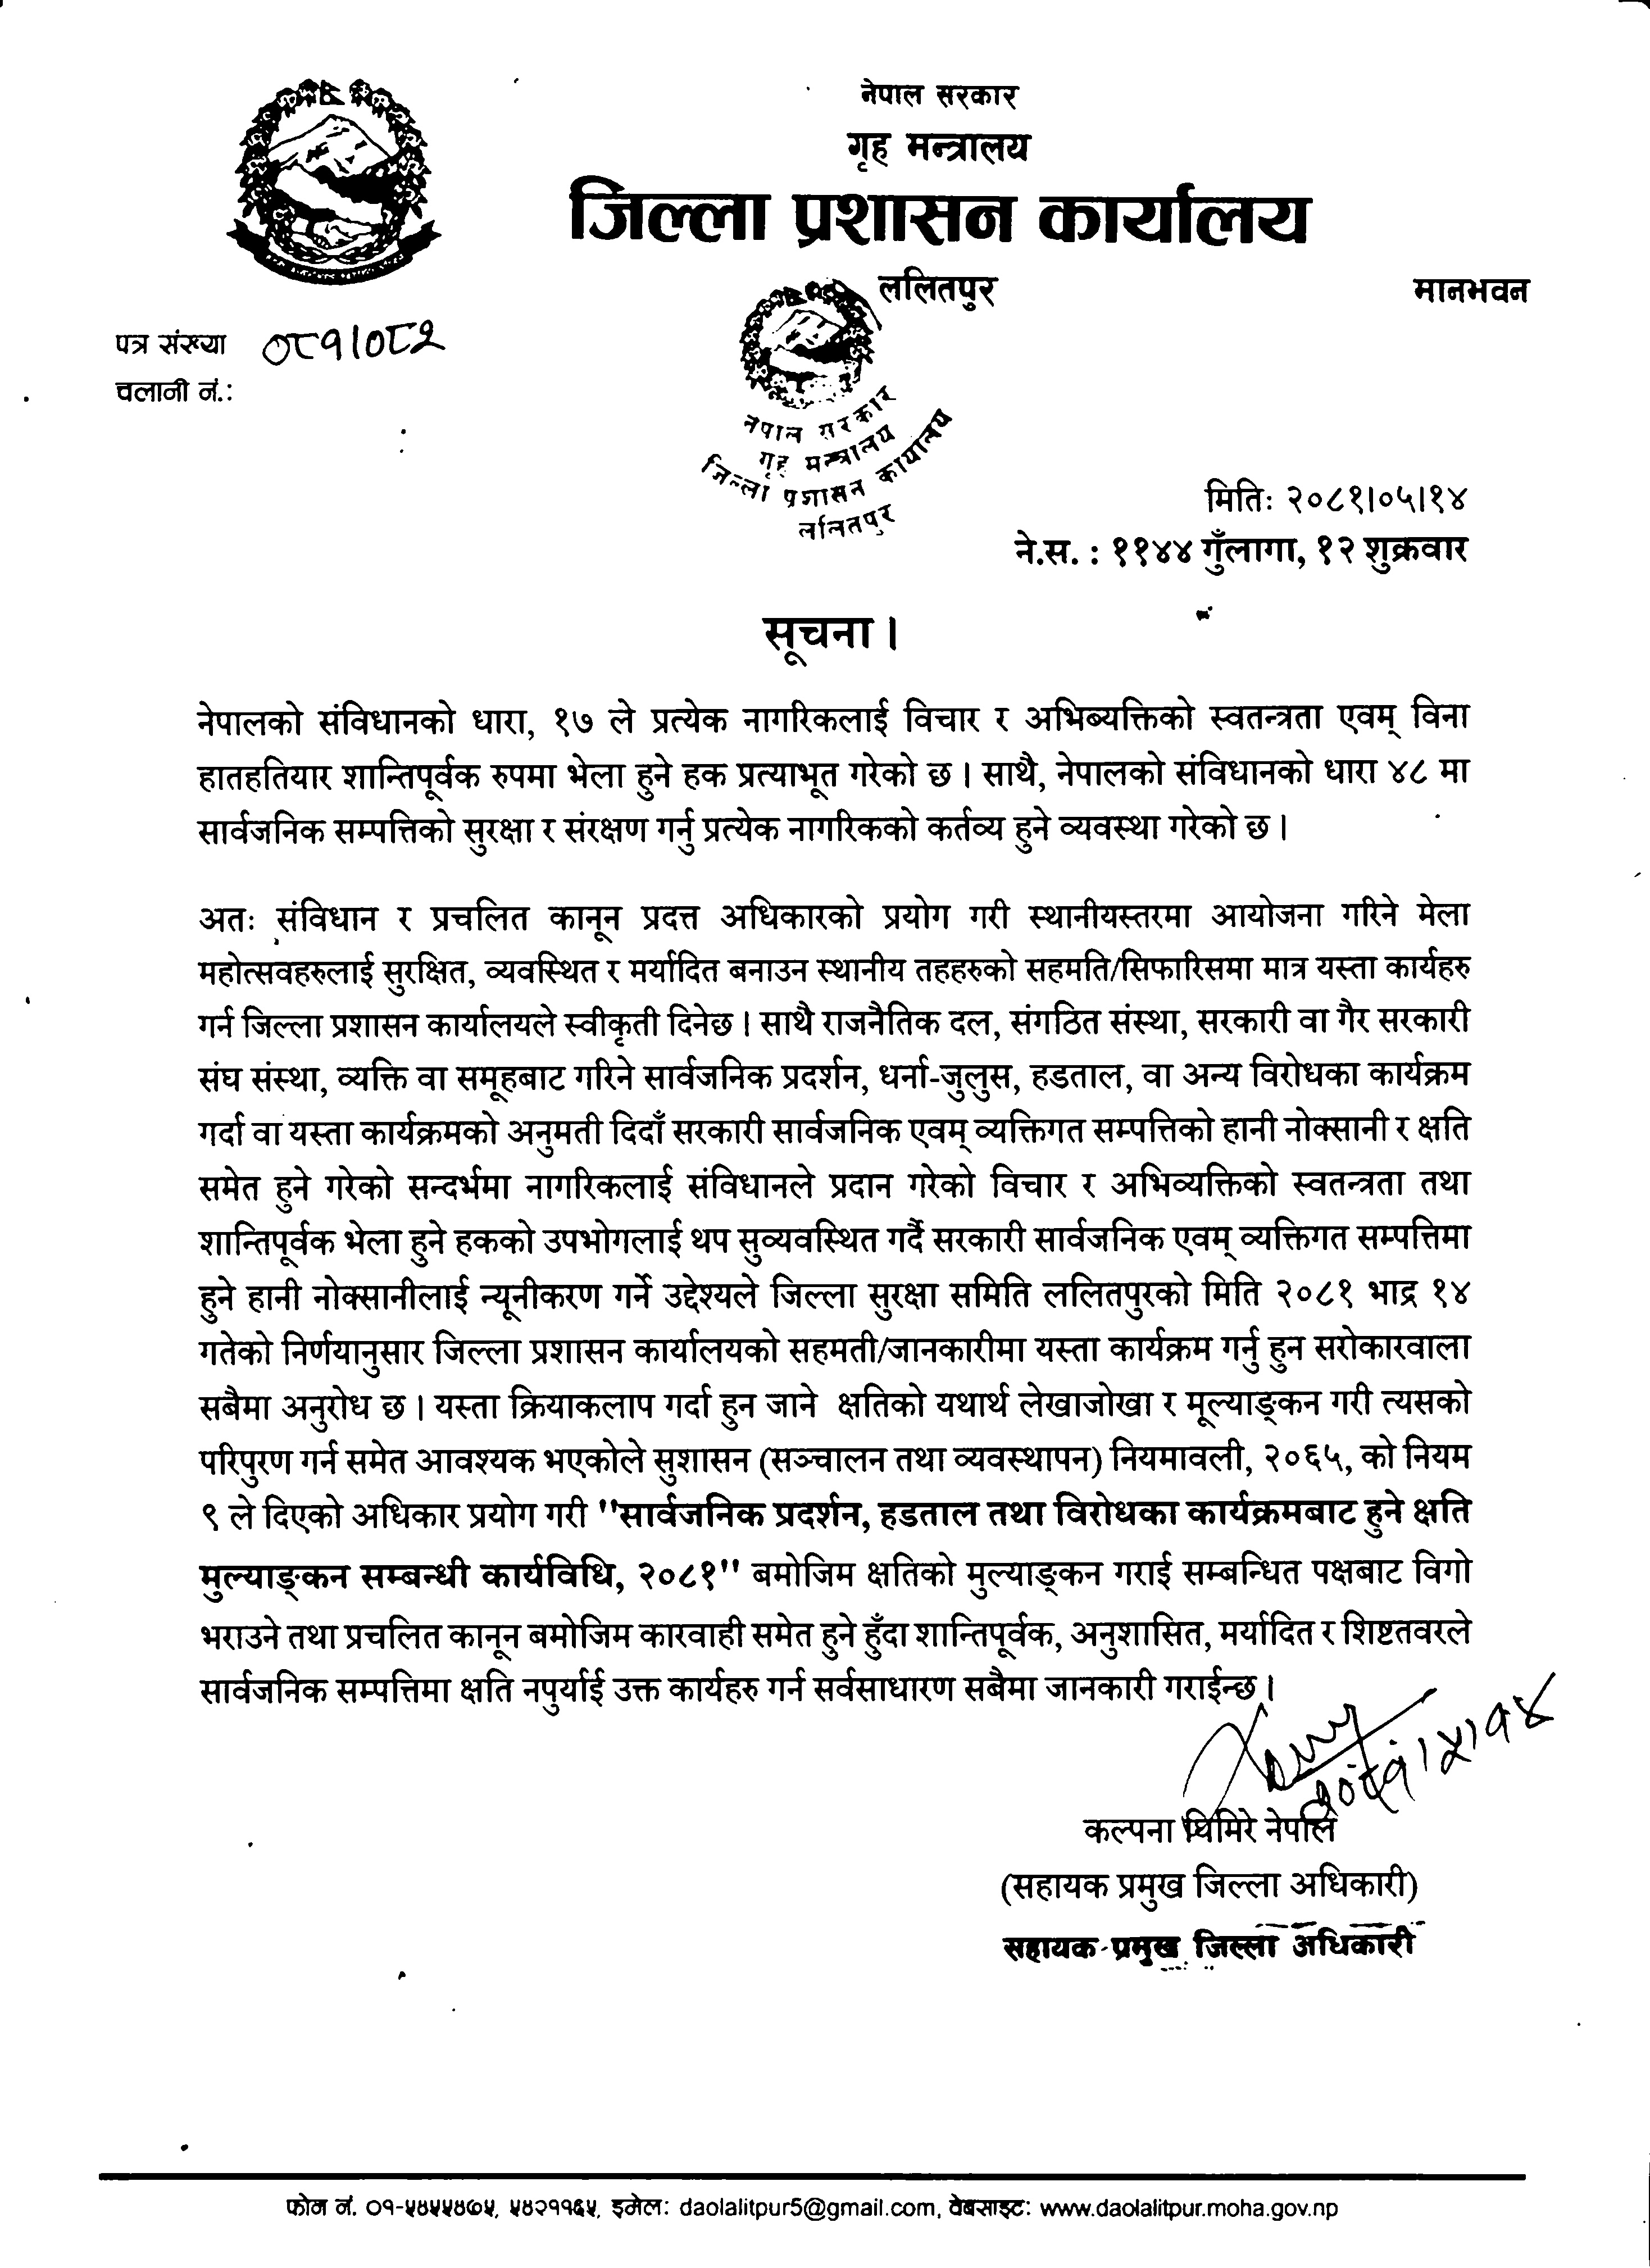 नेपाल सरकार
गृह मन्त्रालय
जिल्ला प्रशासन कार्यालय
ललितपुर
मानभवन
पत्र संख्या ०८१/०८२
चलानी नं.:
नेपाल सरकार
गृह मन्त्रालय
जिल्ला प्रशासन कार्यालय
ललितपुर
मितिः २०८१।०५।१४
ने.स. : ११४४ गुँलागा, १२ शुक्रवार
सूचना ।
नेपालको संविधानको धारा, १७ ले प्रत्येक नागरिकलाई विचार र अभिब्यक्तिको स्वतन्त्रता एवम् विना
हातहतियार शान्तिपूर्वक रुपमा भेला हुने हक प्रत्याभूत गरेको छ । साथै, नेपालको संविधानको धारा ४८ मा
सार्वजनिक सम्पत्तिको सुरक्षा र संरक्षण गर्नु प्रत्येक नागरिकको कर्तव्य हुने व्यवस्था गरेको छ ।
अतः संविधान र प्रचलित कानून प्रदत्त अधिकारको प्रयोग गरी स्थानीयस्तरमा आयोजना गरिने मेला
महोत्सवहरुलाई सुरक्षित, व्यवस्थित र मर्यादित बनाउन स्थानीय तहहरुको सहमति/सिफारिसमा मात्र यस्ता कार्यहरु
गर्न जिल्ला प्रशासन कार्यालयले स्वीकृती दिनेछ । साथै राजनैतिक दल, संगठित संस्था, सरकारी वा गैर सरकारी
संघ संस्था, व्यक्ति वा समूहबाट गरिने सार्वजनिक प्रदर्शन, धर्ना-जुलुस, हडताल, वा अन्य विरोधका कार्यक्रम
गर्दा वा यस्ता कार्यक्रमको अनुमती दिदाँ सरकारी सार्वजनिक एवम् व्यक्तिगत सम्पत्तिको हानी नोक्सानी र क्षति
समेत हुने गरेको सन्दर्भमा नागरिकलाई संविधानले प्रदान गरेको विचार र अभिव्यक्तिको स्वतन्त्रता तथा
शान्तिपूर्वक भेला हुने हकको उपभोगलाई थप सुव्यवस्थित गर्दै सरकारी सार्वजनिक एवम् व्यक्तिगत सम्पत्तिमा
हुने हानी नोक्सानीलाई न्यूनीकरण गर्ने उद्देश्यले जिल्ला सुरक्षा समिति ललितपुरको मिति २०८१ भाद्र १४
गतेको निर्णयानुसार जिल्ला प्रशासन कार्यालयको सहमती/जानकारीमा यस्ता कार्यक्रम गर्नु हुन सरोकारवाला
सबैमा अनुरोध छ । यस्ता क्रियाकलाप गर्दा हुन जाने क्षतिको यथार्थ लेखाजोखा र मूल्याङ्कन गरी त्यसको
परिपुरण गर्न समेत आवश्यक भएकोले सुशासन (सञ्चालन तथा व्यवस्थापन) नियमावली, २०६५, को नियम
९ ले दिएको अधिकार प्रयोग गरी "सार्वजनिक प्रदर्शन, हडताल तथा विरोधका कार्यक्रमबाट हुने क्षति
मुल्याङ्कन सम्बन्धी कार्यविधि, २०८१" बमोजिम क्षतिको मुल्याङ्कन गराई सम्बन्धित पक्षबाट विगो
भराउने तथा प्रचलित कानून बमोजिम कारवाही समेत हुने हुँदा शान्तिपूर्वक, अनुशासित, मर्यादित र शिष्टतवरले
सार्वजनिक सम्पत्तिमा क्षति नपुर्याई उक्त कार्यहरु गर्न सर्वसाधारण सबैमा जानकारी गराईन्छ ।
२०८१।५।१४
कल्पना घिमिरे नेपाल
(सहायक प्रमुख जिल्ला अधिकारी)
सहायक प्रमुख जिल्ला अधिकारी
फोन नं. ०१-५४५५४७५, ५४२११६५, इमेल: daolalitpur5@gmail.com, वेबसाइट: www.daolalitpur.moha.gov.np